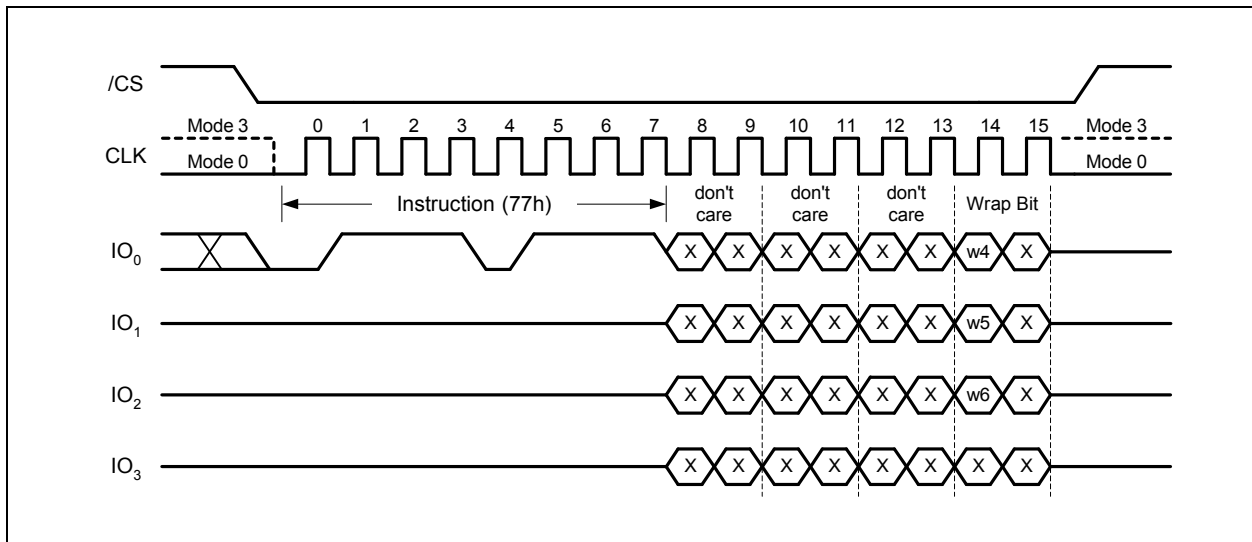 /CS
Mode 3 0 1 2 3 4 5 6 7 8 9 10 11 12 13 14 15 Mode 3
CLK
Mode 0 Mode 0
Instruction (77h) don't care don't care don't care Wrap Bit
IO0 X X X X X X w4 X
IO1 X X X X X X w5 X
IO2 X X X X X X w6 X
IO3 X X X X X X X X